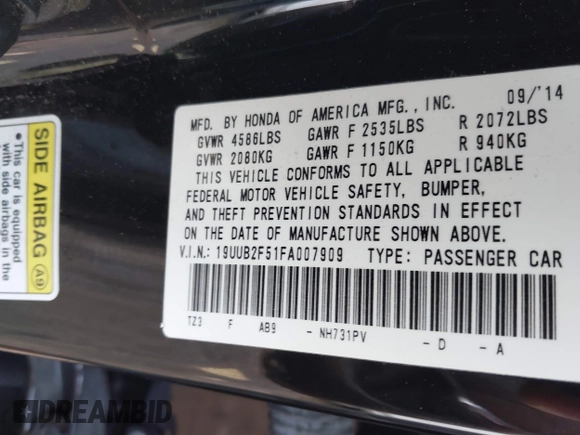 MFD. BY HONDA OF AMERICA MFG., INC. 09/'14
GVWR 4586LBS GAWR F 2535LBS R 2072LBS
GVWR 2080KG GAWR F 1150KG R 940KG
THIS VEHICLE CONFORMS TO ALL APPLICABLE
FEDERAL MOTOR VEHICLE SAFETY, BUMPER,
AND THEFT PREVENTION STANDARDS IN EFFECT
ON THE DATE OF MANUFACTURE SHOWN ABOVE.
V.I.N.: 19UUB2F51FA007909 TYPE: PASSENGER CAR
TZ3 F AB9 - NH731PV - D - A
SIDE AIRBAG A9
•This car is equipped
with side airbags in the
DREAMBID